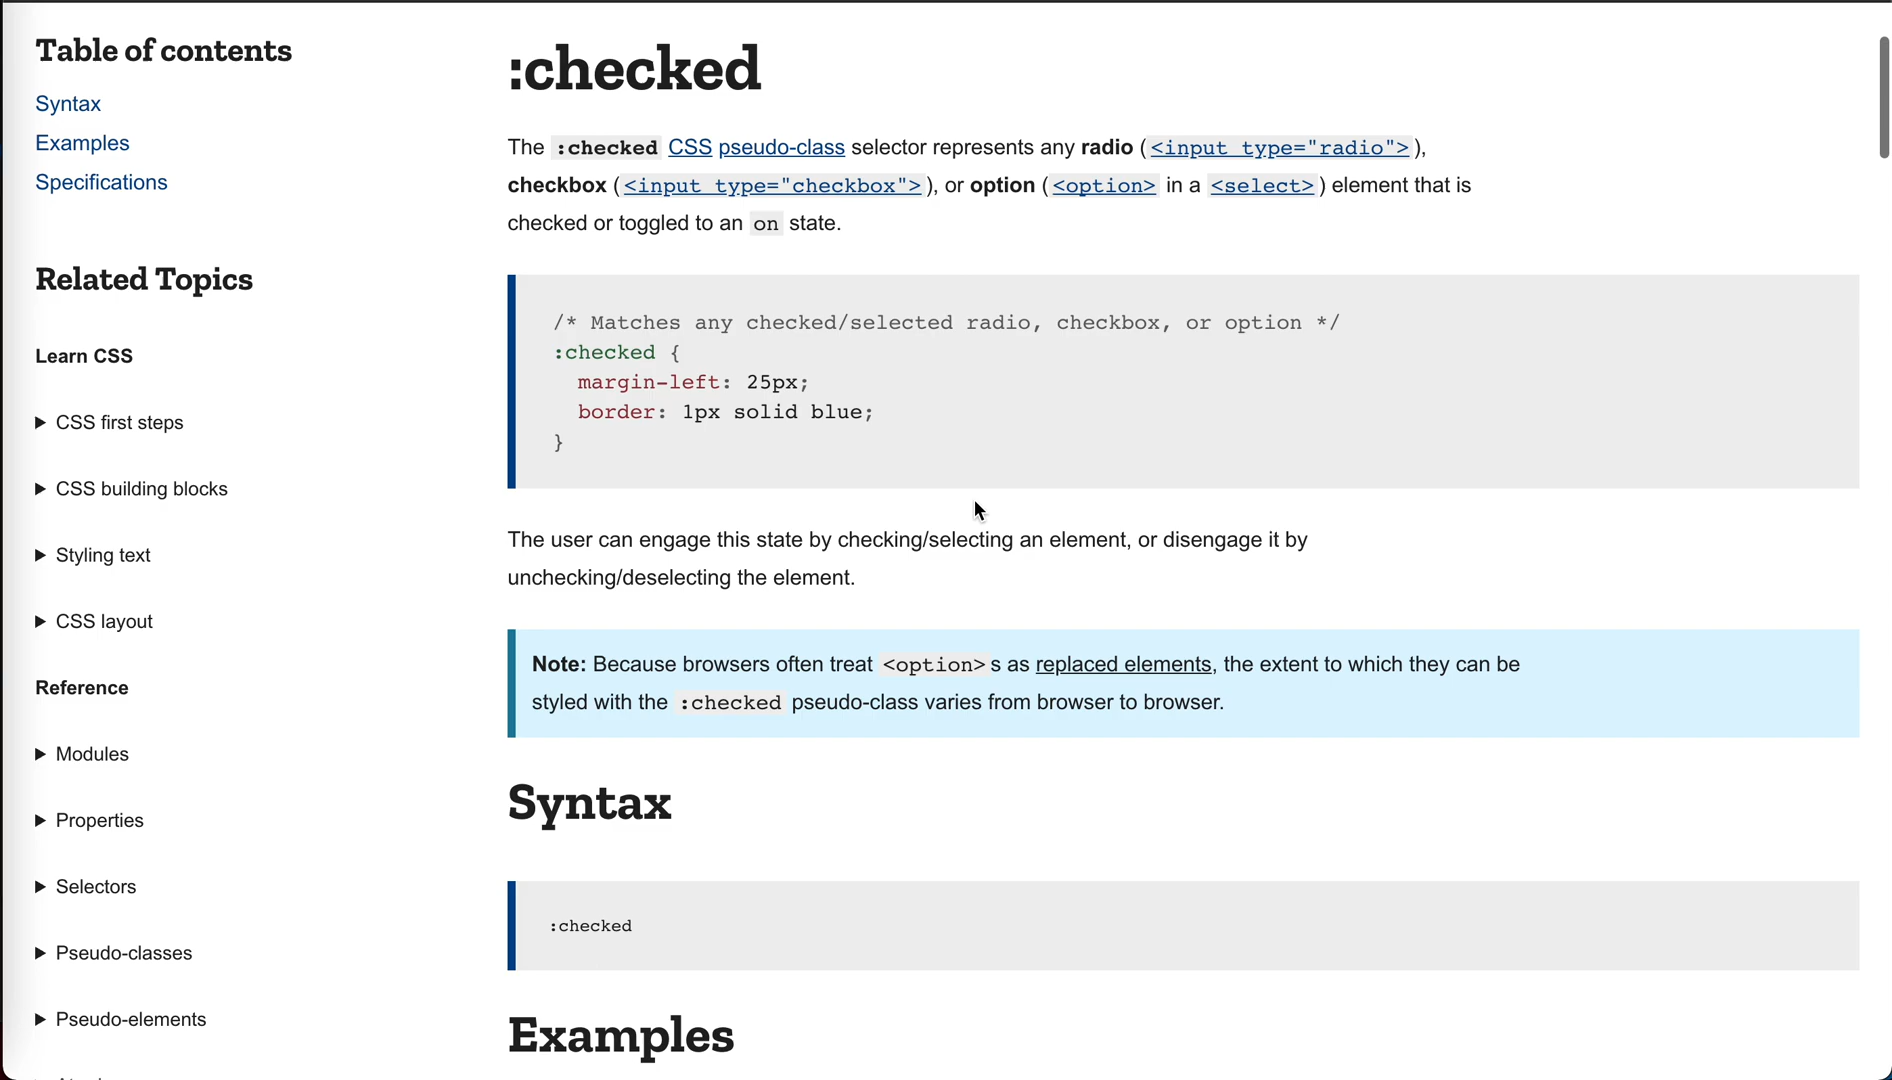 Table of contents
Syntax
Examples
Specifications
Related Topics
Learn CSS
CSS first steps
CSS building blocks
Styling text
CSS layout
Reference
Modules
Properties
Selectors
Pseudo-classes
Pseudo-elements
:checked
The :checked CSS pseudo-class selector represents any radio (<input type="radio">),
checkbox (<input type="checkbox">), or option (<option> in a <select>) element that is
checked or toggled to an on state.
/* Matches any checked/selected radio, checkbox, or option */
:checked {
  margin-left: 25px;
  border: 1px solid blue;
}
The user can engage this state by checking/selecting an element, or disengage it by
unchecking/deselecting the element.
Note: Because browsers often treat <option>s as replaced elements, the extent to which they can be
styled with the :checked pseudo-class varies from browser to browser.
Syntax
:checked
Examples